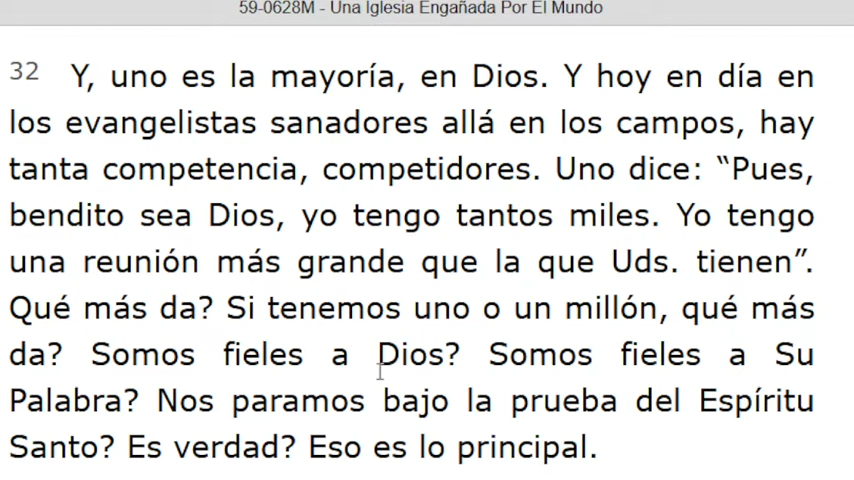 59-0628M - Una Iglesia Engañada Por El Mundo
32 Y, uno es la mayoría, en Dios. Y hoy en día en
los evangelistas sanadores allá en los campos, hay
tanta competencia, competidores. Uno dice: “Pues,
bendito sea Dios, yo tengo tantos miles. Yo tengo
una reunión más grande que la que Uds. tienen”.
Qué más da? Si tenemos uno o un millón, qué más
da? Somos fieles a Dios? Somos fieles a Su
Palabra? Nos paramos bajo la prueba del Espíritu
Santo? Es verdad? Eso es lo principal.